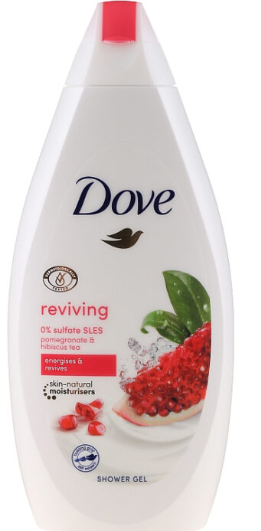 Dove
reviving
0% sulfate SLES
pomegranate &
hibiscus tea
energises &
revives
skin-natural
moisturisers
SHOWER GEL